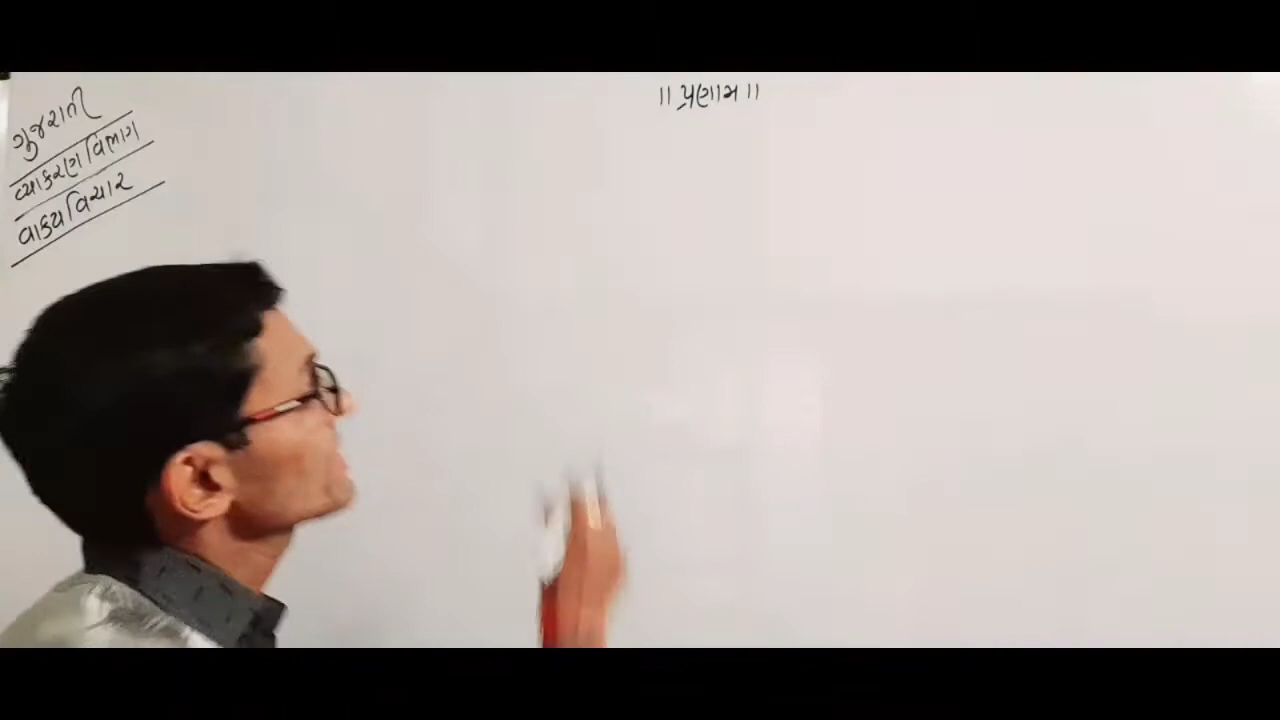 ॥ પ્રણામ ॥
ગુજરાતી
વ્યાકરણ વિભાગ
વાક્ય વિચાર